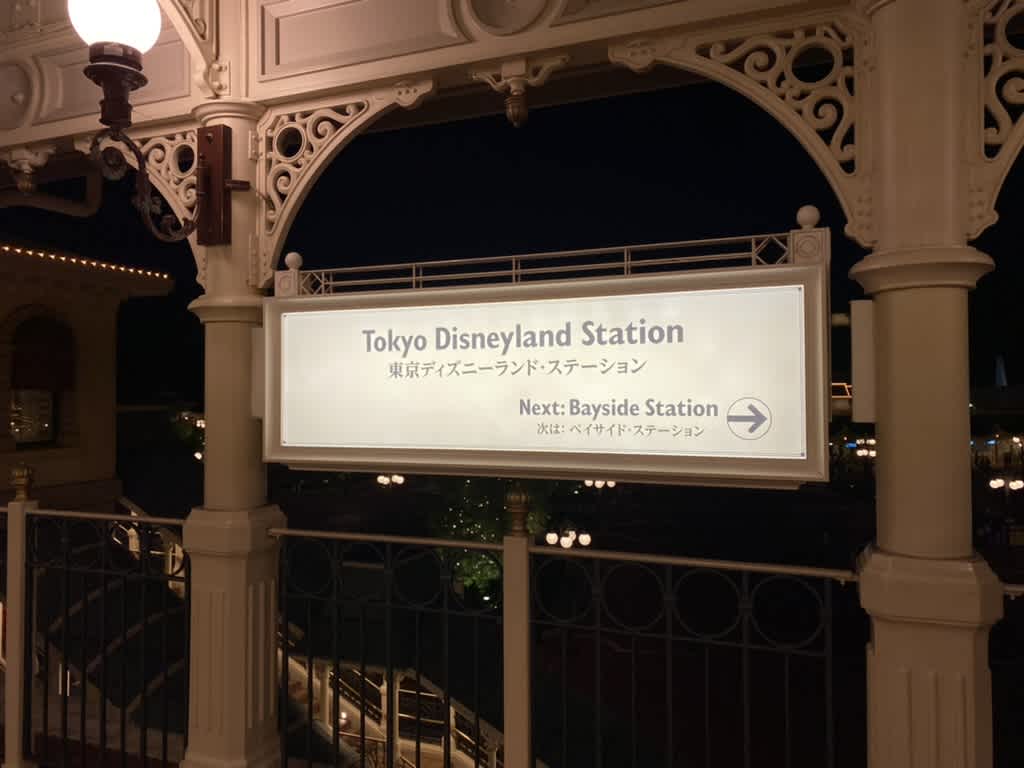 Tokyo Disneyland Station
東京ディズニーランド・ステーション
Next: Bayside Station →
次は: ベイサイド・ステーション